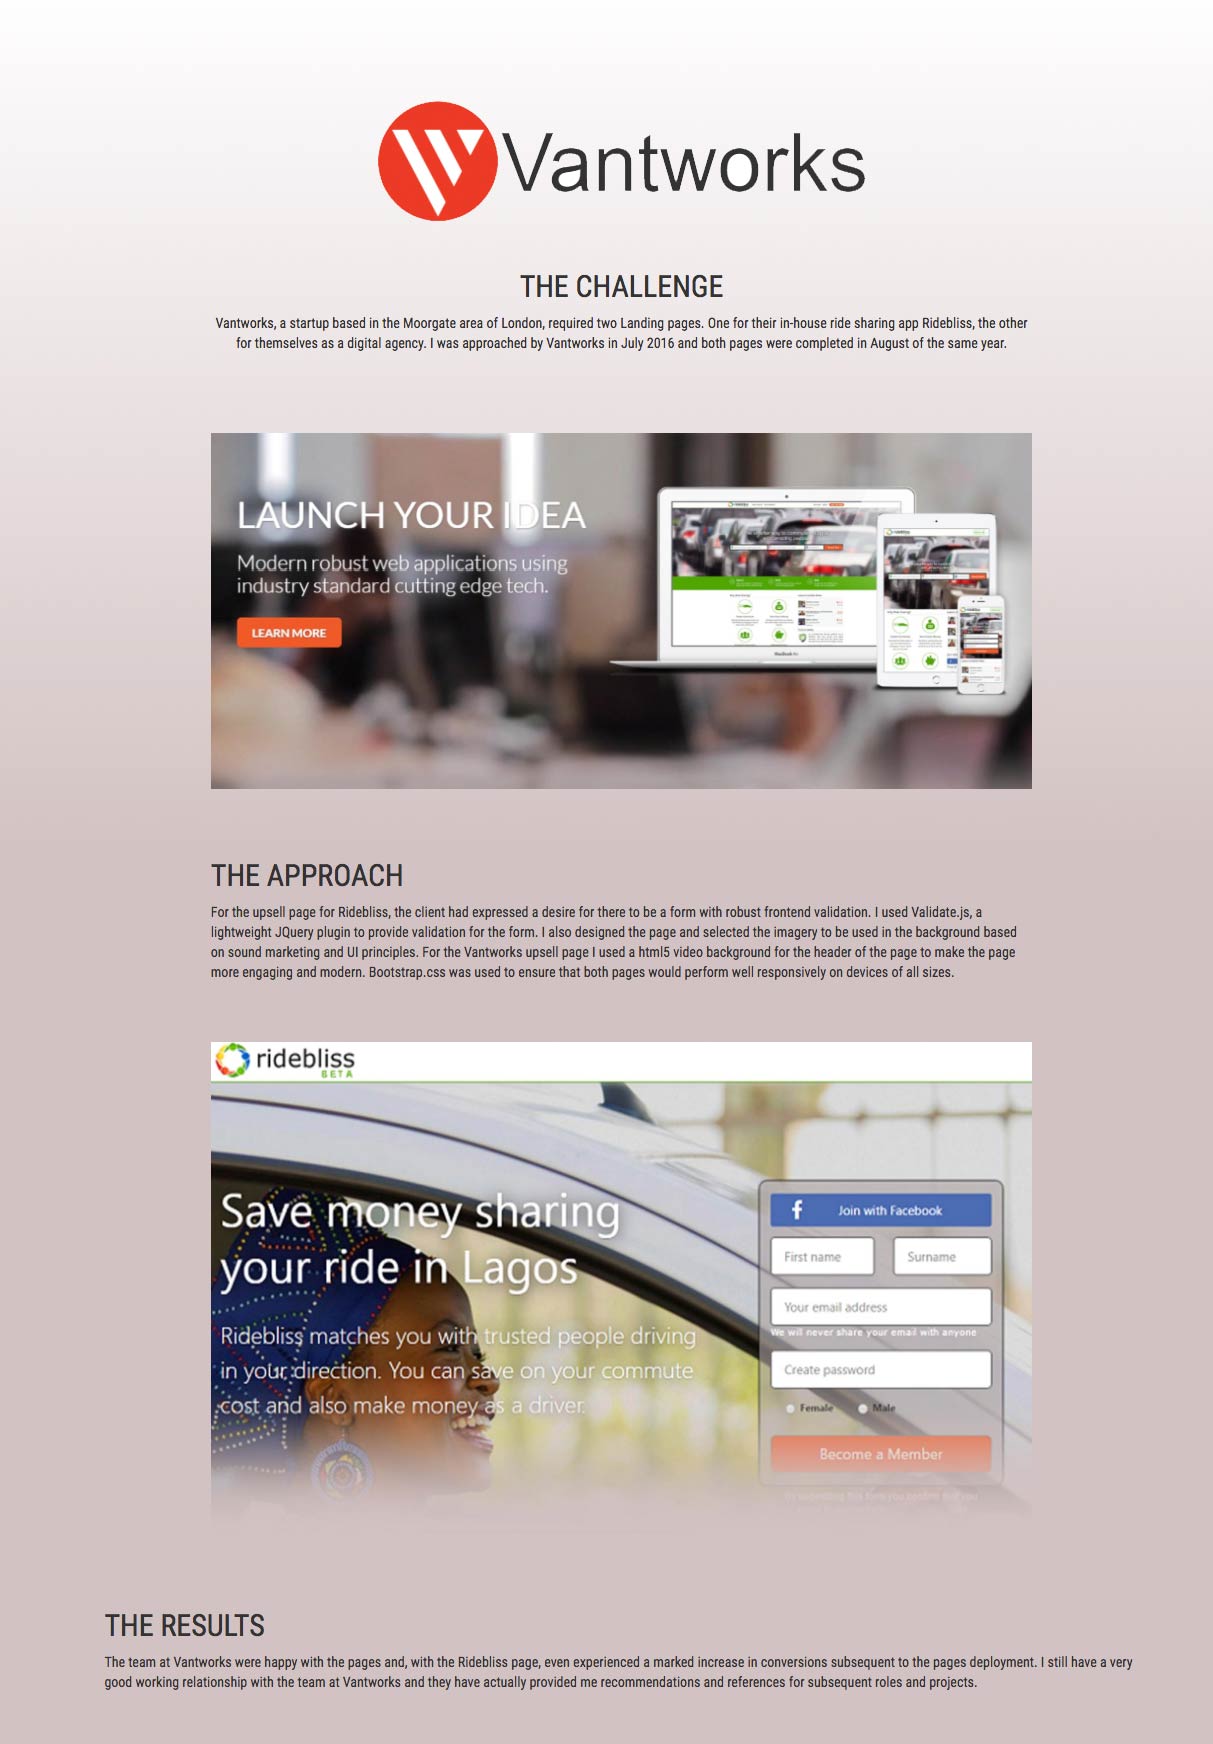 Vantworks
THE CHALLENGE
Vantworks, a startup based in the Moorgate area of London, required two Landing pages. One for their in-house ride sharing app Ridebliss, the other
for themselves as a digital agency. I was approached by Vantworks in July 2016 and both pages were completed in August of the same year.
LAUNCH YOUR IDEA
Modern robust web applications using
industry standard cutting edge tech.
LEARN MORE
ridebliss
MacBook Air
THE APPROACH
For the upsell page for Ridebliss, the client had expressed a desire for there to be a form with robust frontend validation. I used Validate.js, a
lightweight JQuery plugin to provide validation for the form. I also designed the page and selected the imagery to be used in the background based
on sound marketing and UI principles. For the Vantworks upsell page I used a html5 video background for the header of the page to make the page
more engaging and modern. Bootstrap.css was used to ensure that both pages would perform well responsively on devices of all sizes.
ridebliss
BETA
Save money sharing
your ride in Lagos
Ridebliss matches you with trusted people driving
in your direction. You can save on your commute
cost and also make money as a driver.
Join with Facebook
First name Surname
Your email address
We will never share your email with anyone
Create password
Female Male
Become a Member
THE RESULTS
The team at Vantworks were happy with the pages and, with the Ridebliss page, even experienced a marked increase in conversions subsequent to the pages deployment. I still have a very
good working relationship with the team at Vantworks and they have actually provided me recommendations and references for subsequent roles and projects.